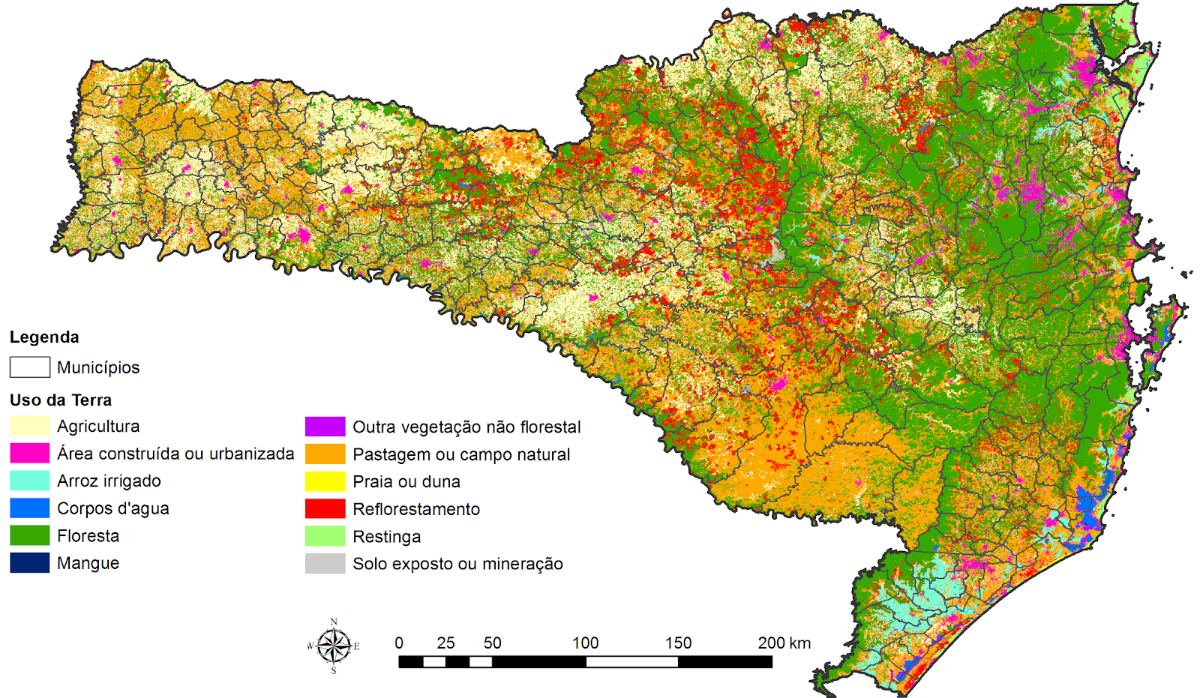 Legenda
Municípios
Uso da Terra
Agricultura
Área construída ou urbanizada
Arroz irrigado
Corpos d'agua
Floresta
Mangue
Outra vegetação não florestal
Pastagem ou campo natural
Praia ou duna
Reflorestamento
Restinga
Solo exposto ou mineração
N
W E
S
0 25 50 100 150 200 km